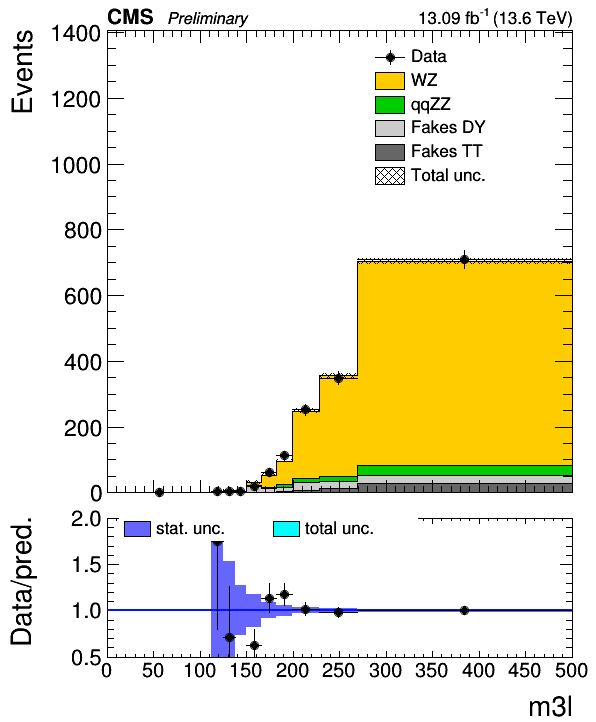 CMS Preliminary 13.09 fb⁻¹ (13.6 TeV)
Events
1400
1200
1000
800
600
400
200
0
Data
WZ
qqZZ
Fakes DY
Fakes TT
Total unc.
Data/pred.
2.0
1.5
1.0
0.5
stat. unc.
total unc.
0 50 100 150 200 250 300 350 400 450 500
m3l